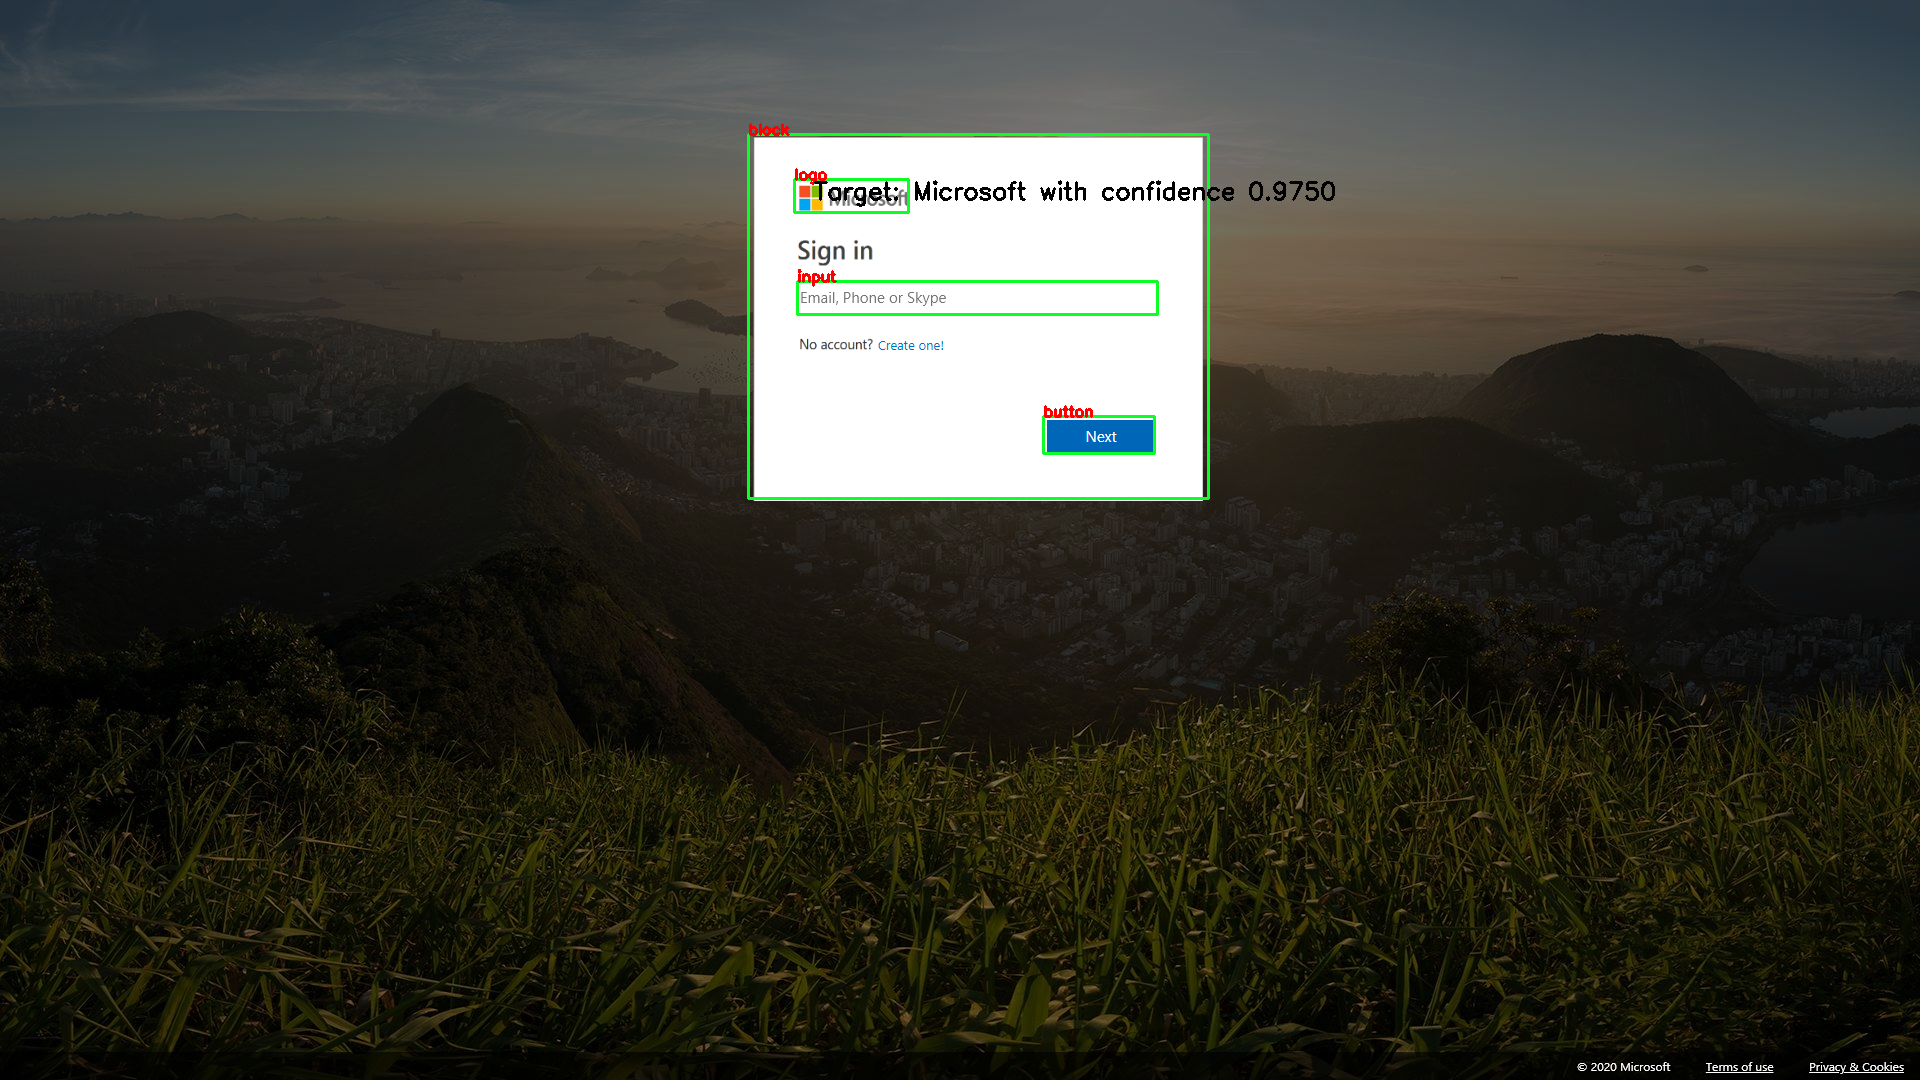 block
logo
Target: Microsoft with confidence 0.9750
Microsoft
Sign in
input
Email, Phone or Skype
No account? Create one!
button
Next
© 2020 Microsoft Terms of use Privacy & Cookies